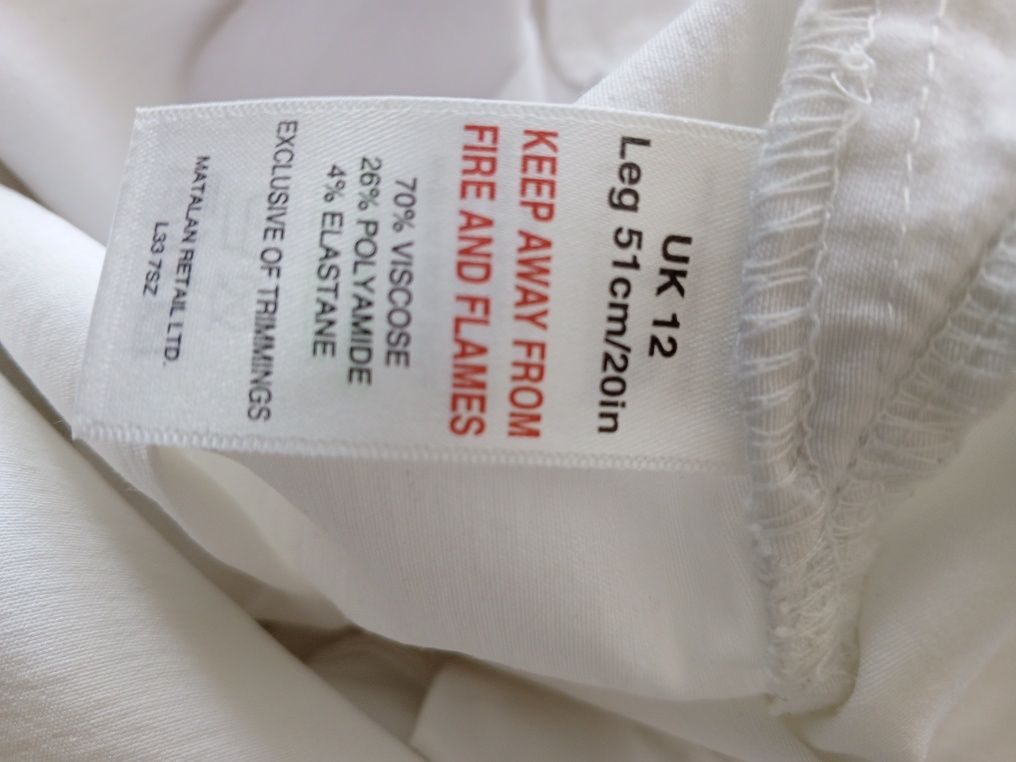 UK 12
Leg 51cm/20in
KEEP AWAY FROM
FIRE AND FLAMES
70% VISCOSE
26% POLYAMIDE
4% ELASTANE
EXCLUSIVE OF TRIMMINGS
MATALAN RETAIL LTD.
L33 7SZ